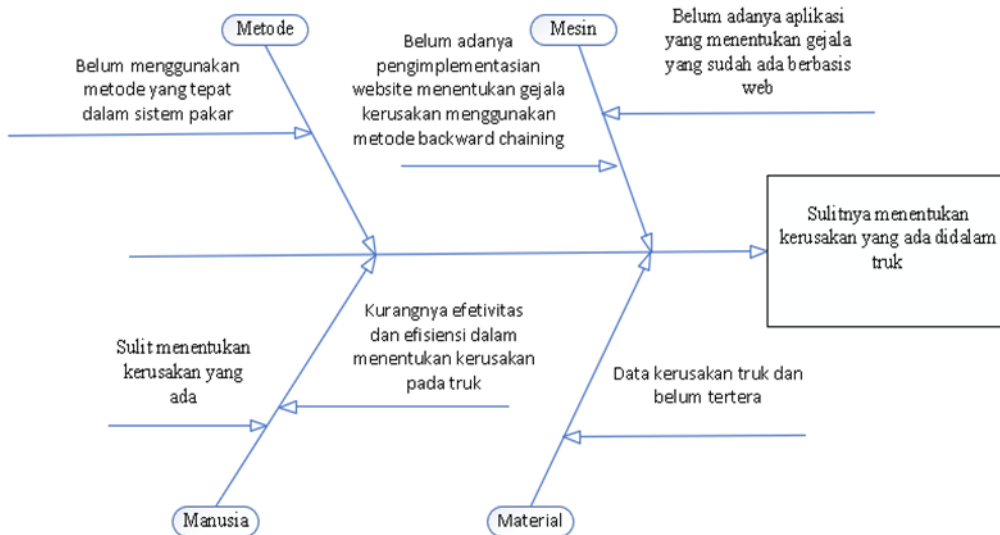 Metode
Belum menggunakan
metode yang tepat
dalam sistem pakar
Belum adanya
pengimplementasian
website menentukan gejala
kerusakan menggunakan
metode backward chaining
Mesin
Belum adanya aplikasi
yang menentukan gejala
yang sudah ada berbasis
web
Sulitnya menentukan
kerusakan yang ada didalam
truk
Sulit menentukan
kerusakan yang
ada
Kurangnya efetivitas
dan efisiensi dalam
menentukan kerusakan
pada truk
Data kerusakan truk dan
belum tertera
Manusia
Material